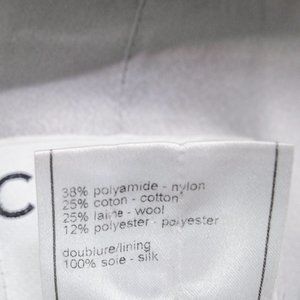 C
38% polyamide - nylon
25% coton - cotton
25% laine - wool
12% polyester - polyester
doublure/lining
100% soie - silk